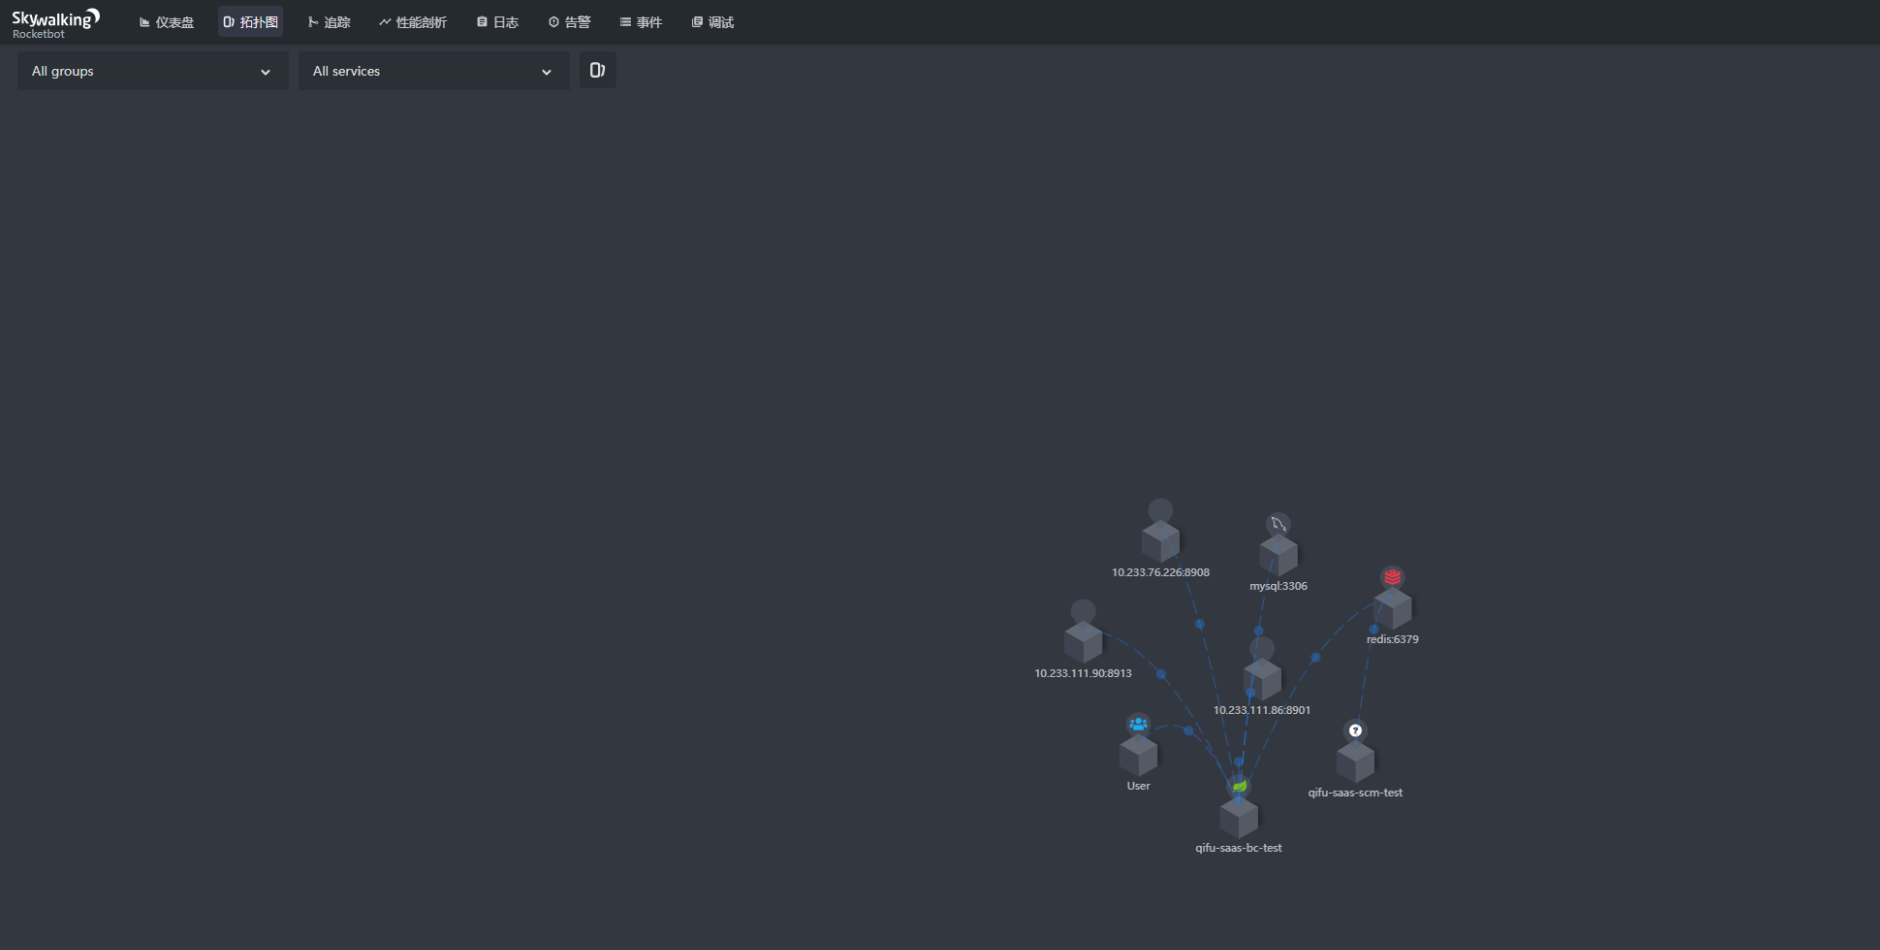 Skywalking
Rocketbot
仪表盘
拓扑图
追踪
性能剖析
日志
告警
事件
调试
All groups
All services
10.233.76.226:8908
mysql:3306
redis:6379
10.233.111.90:8913
10.233.111.86:8901
User
qifu-saas-scm-test
qifu-saas-bc-test